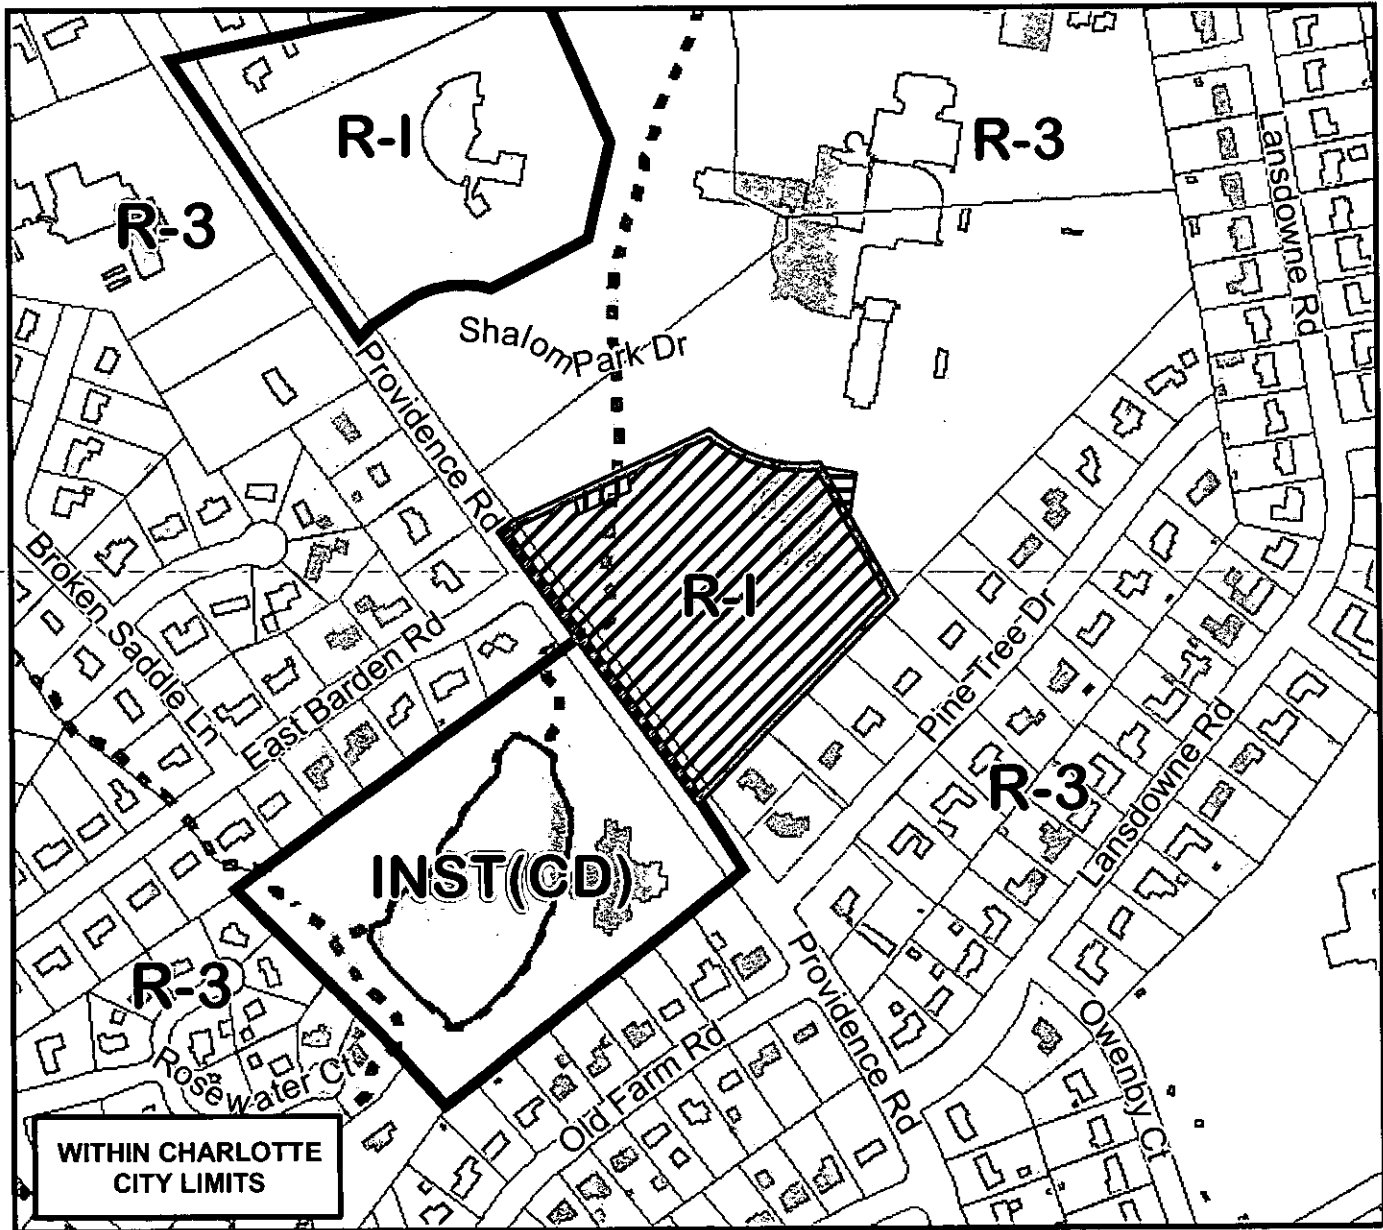 R-I
R-3
R-3
Lansdowne Rd
Shalom Park Dr
Providence Rd
R-I
Broken Saddle Ln
East Barden Rd
Pine Tree Dr
R-3
Lansdowne Rd
INST(CD)
R-3
Providence Rd
Owenby Ct
Rosewater Ct
Old Farm Rd
WITHIN CHARLOTTE
CITY LIMITS